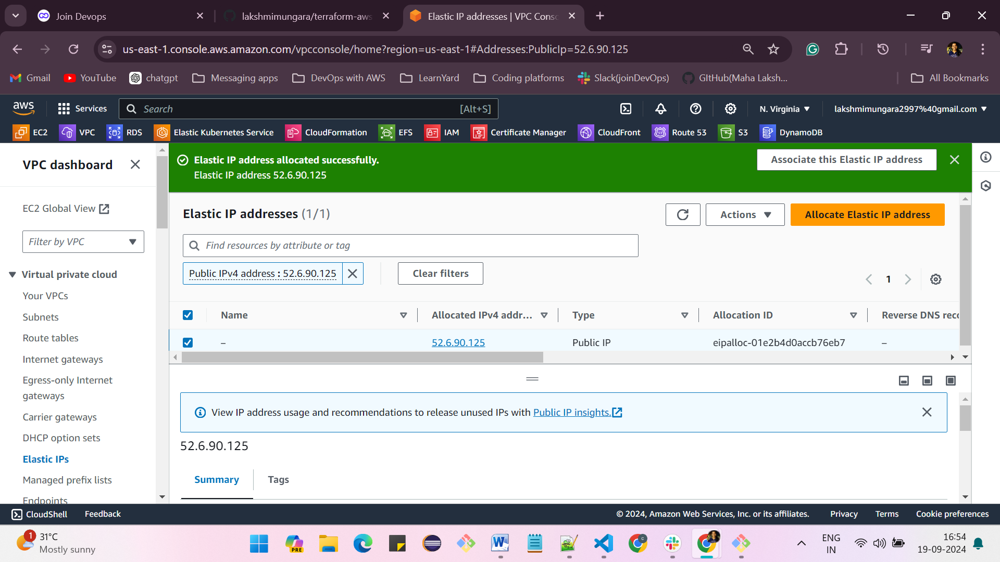 Join Devops
lakshmimungara/terraform-aws
Elastic IP addresses | VPC Conso
us-east-1.console.aws.amazon.com/vpcconsole/home?region=us-east-1#Addresses:PublicIp=52.6.90.125
Gmail
YouTube
chatgpt
Messaging apps
DevOps with AWS
LearnYard
Coding platforms
Slack(joinDevOps)
GItHub(Maha Laksh...
All Bookmarks
aws
Services
Search
[Alt+S]
N. Virginia
lakshmimungara2997%40gmail.com
EC2
VPC
RDS
Elastic Kubernetes Service
CloudFormation
EFS
IAM
Certificate Manager
CloudFront
Route 53
S3
DynamoDB
VPC dashboard
EC2 Global View
Filter by VPC
Virtual private cloud
Your VPCs
Subnets
Route tables
Internet gateways
Egress-only Internet
gateways
Carrier gateways
DHCP option sets
Elastic IPs
Managed prefix lists
Endpoints
Elastic IP address allocated successfully.
Elastic IP address 52.6.90.125
Associate this Elastic IP address
Elastic IP addresses (1/1)
Actions
Allocate Elastic IP address
Find resources by attribute or tag
Public IPv4 address : 52.6.90.125
Clear filters
1
Name
Allocated IPv4 addr...
Type
Allocation ID
Reverse DNS reco
–
52.6.90.125
Public IP
eipalloc-01e2b4d0accb76eb7
–
View IP address usage and recommendations to release unused IPs with Public IP insights.
52.6.90.125
Summary
Tags
CloudShell
Feedback
© 2024, Amazon Web Services, Inc. or its affiliates.
Privacy
Terms
Cookie preferences
1
31°C
Mostly sunny
PRE
ENG
IN
16:54
19-09-2024